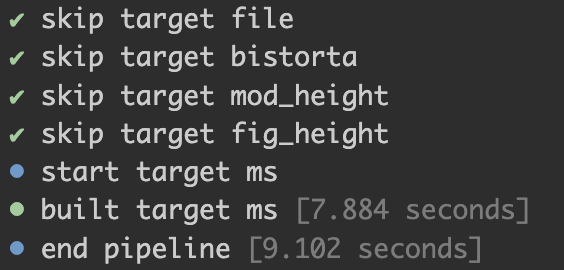 ✔ skip target file
✔ skip target bistorta
✔ skip target mod_height
✔ skip target fig_height
● start target ms
● built target ms [7.884 seconds]
● end pipeline [9.102 seconds]